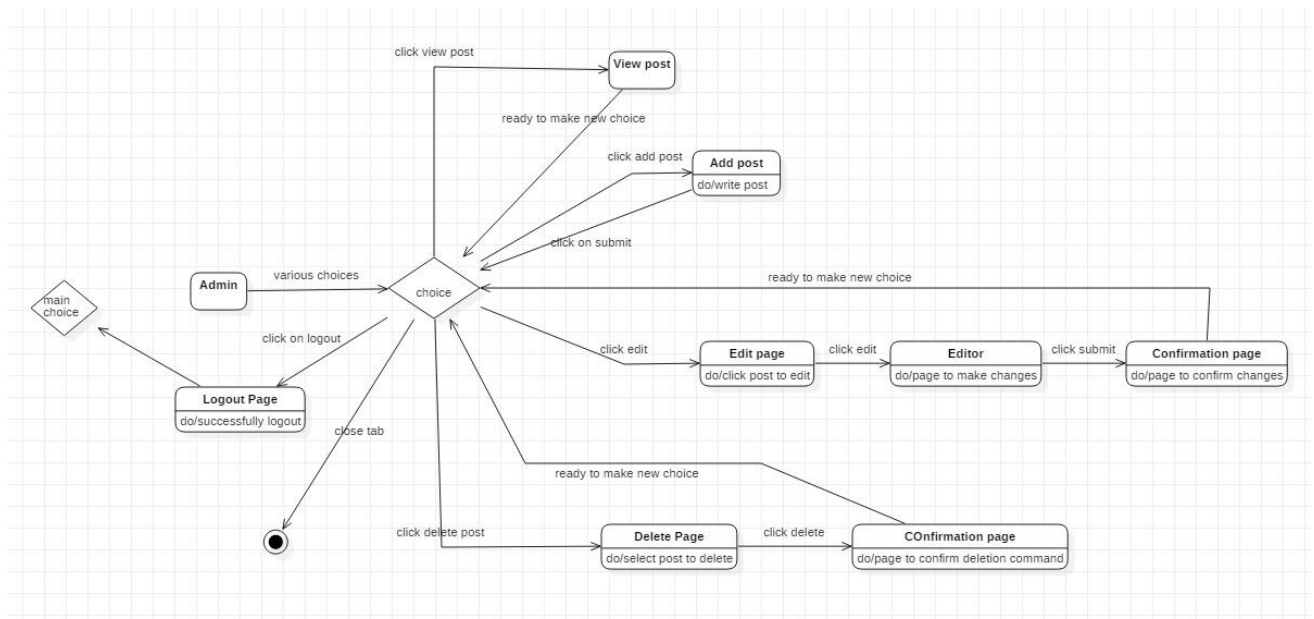 click view post
View post
ready to make new choice
click add post
Add post
do/write post
click on submit
Admin
various choices
choice
ready to make new choice
main
choice
click on logout
click edit
Edit page
do/click post to edit
click edit
Editor
do/page to make changes
click submit
Confirmation page
do/page to confirm changes
Logout Page
do/successfully logout
close tab
ready to make new choice
click delete post
Delete Page
do/select post to delete
click delete
COnfirmation page
do/page to confirm deletion command